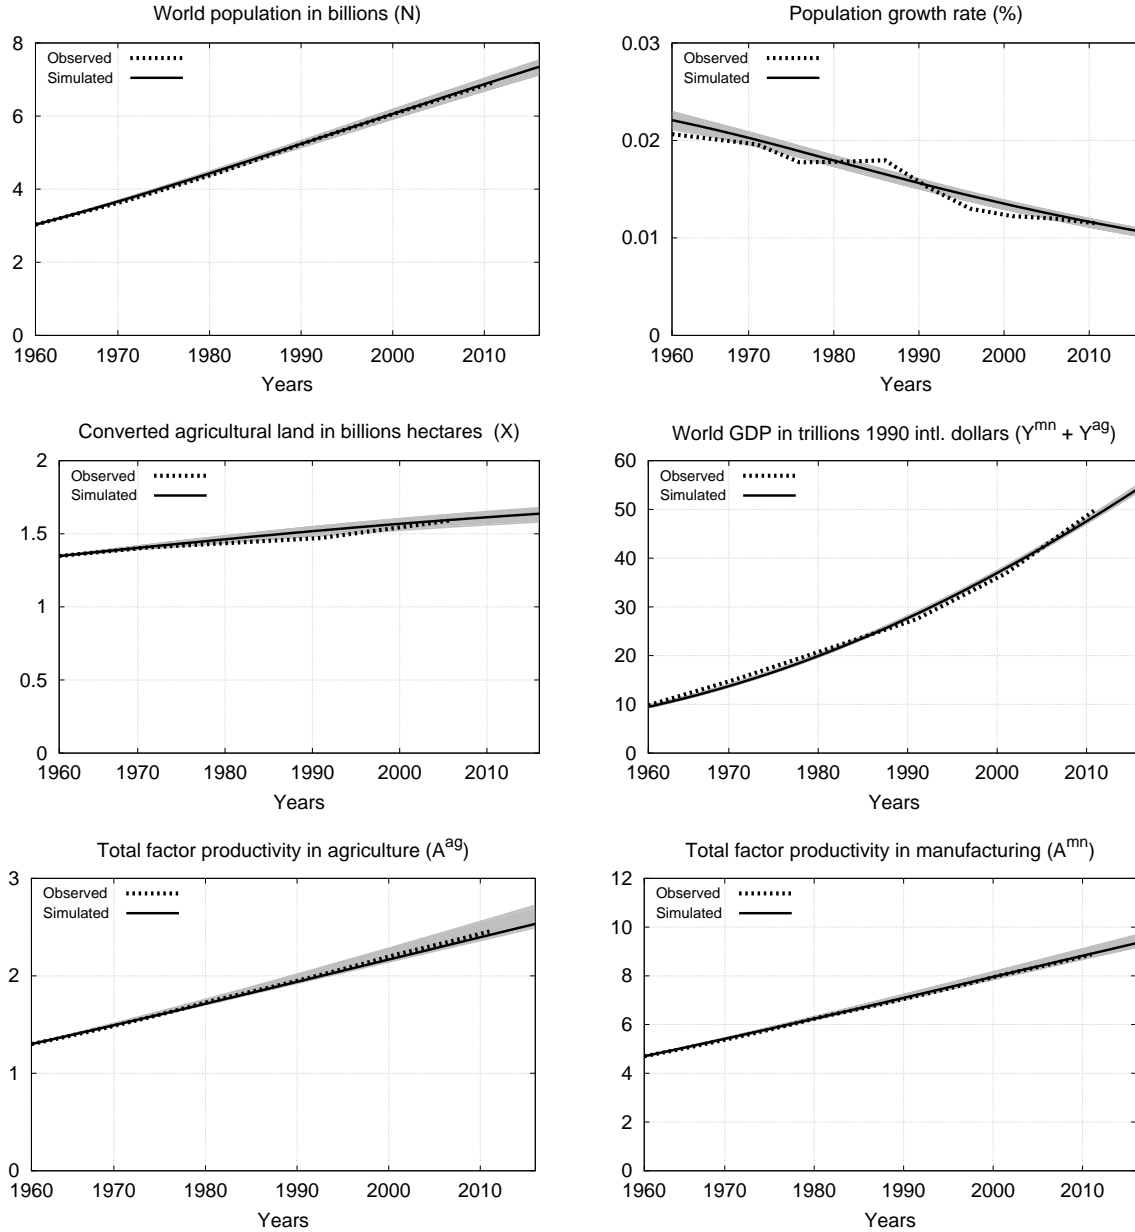 World population in billions (N)
8
6
4
2
0
Observed
Simulated
1960 1970 1980 1990 2000 2010
Years
Population growth rate (%)
0.03
0.02
0.01
0
Observed
Simulated
1960 1970 1980 1990 2000 2010
Years
Converted agricultural land in billions hectares (X)
2
1.5
1
0.5
0
Observed
Simulated
1960 1970 1980 1990 2000 2010
Years
World GDP in trillions 1990 intl. dollars (Y^mn + Y^ag)
60
50
40
30
20
10
0
Observed
Simulated
1960 1970 1980 1990 2000 2010
Years
Total factor productivity in agriculture (A^ag)
3
2
1
0
Observed
Simulated
1960 1970 1980 1990 2000 2010
Years
Total factor productivity in manufacturing (A^mn)
12
10
8
6
4
2
0
Observed
Simulated
1960 1970 1980 1990 2000 2010
Years